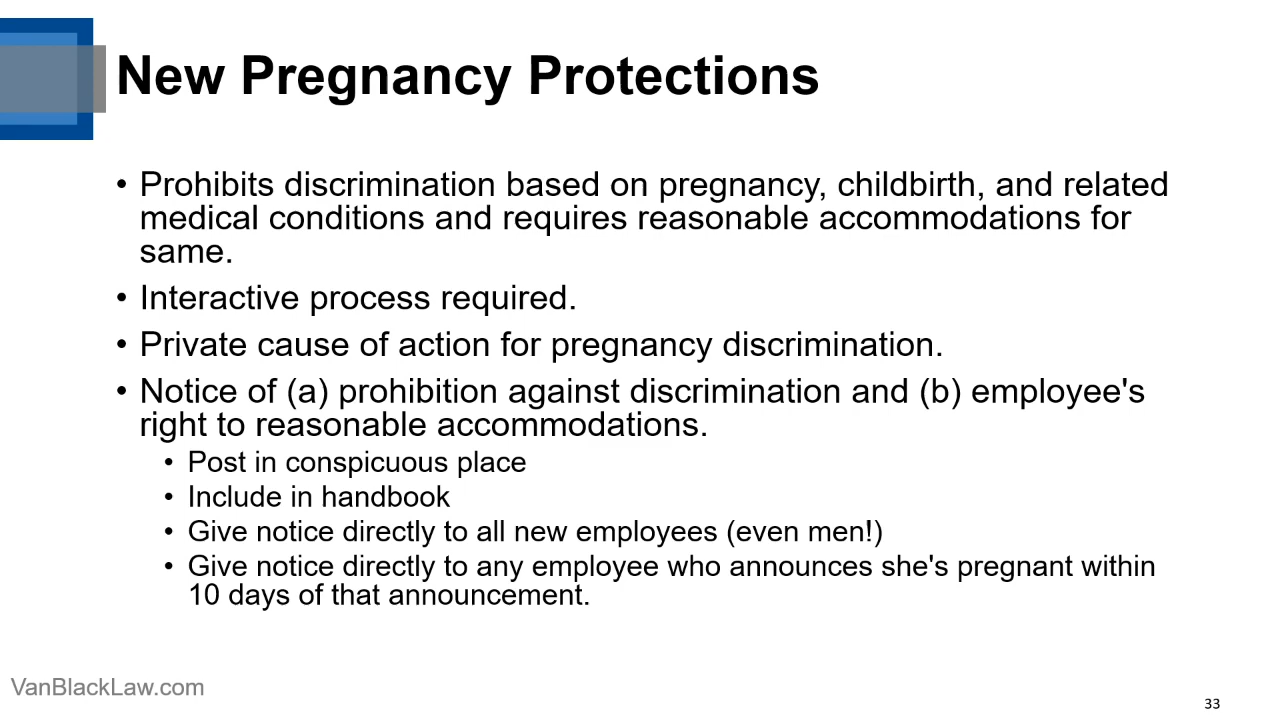 New Pregnancy Protections
• Prohibits discrimination based on pregnancy, childbirth, and related
medical conditions and requires reasonable accommodations for
same.
• Interactive process required.
• Private cause of action for pregnancy discrimination.
• Notice of (a) prohibition against discrimination and (b) employee's
right to reasonable accommodations.
• Post in conspicuous place
• Include in handbook
• Give notice directly to all new employees (even men!)
• Give notice directly to any employee who announces she's pregnant within
10 days of that announcement.
VanBlackLaw.com
33